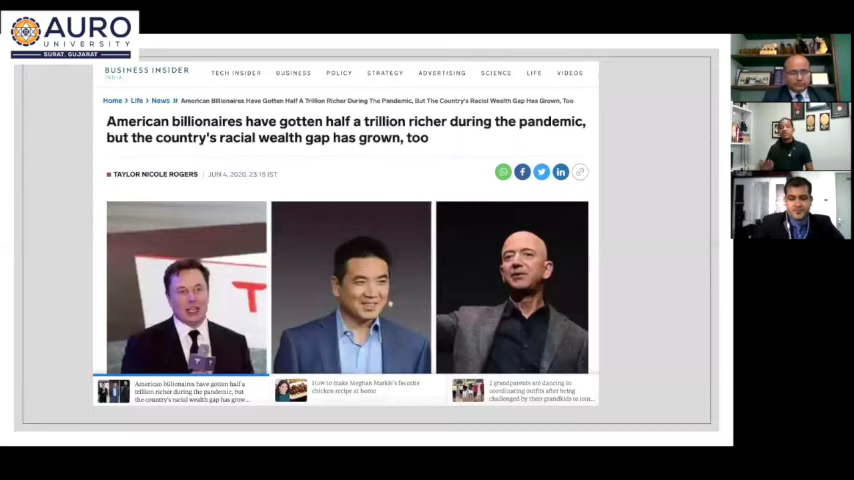 AURO
UNIVERSITY
SURAT, GUJARAT
BUSINESS INSIDER
INDIA
TECH INSIDER BUSINESS POLICY STRATEGY ADVERTISING SCIENCE LIFE VIDEOS
Home › Life › News » American Billionaires Have Gotten Half A Trillion Richer During The Pandemic, But The Country's Racial Wealth Gap Has Grown, Too
American billionaires have gotten half a trillion richer during the pandemic,
but the country's racial wealth gap has grown, too
TAYLOR NICOLE ROGERS | JUN 4, 2020, 23:15 IST
American billionaires have gotten half a
trillion richer during the pandemic, but
the country's racial wealth gap has grow...
How to make Meghan Markle's favorite
chicken recipe at home
2 grandparents are dancing in
coordinating outfits after being
challenged by their grandkids to join...